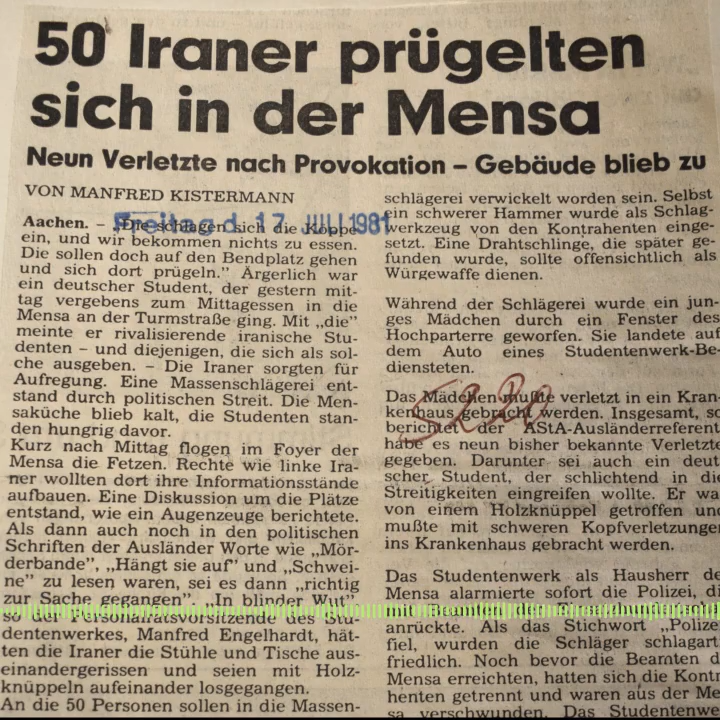 50 Iraner prügelten
sich in der Mensa
Neun Verletzte nach Provokation – Gebäude blieb zu
VON MANFRED KISTERMANN
Freitag d. 17. JULI 1981
Aachen. – „Die schlagen sich die Köppe
ein, und wir bekommen nichts zu essen.
Die sollen doch auf den Bendplatz gehen
und sich dort prügeln.” Ärgerlich war
ein deutscher Student, der gestern mit-
tag vergebens zum Mittagessen in die
Mensa an der Turmstraße ging. Mit „die”
meinte er rivalisierende iranische Stu-
denten – und diejenigen, die sich als sol-
che ausgeben. – Die Iraner sorgten für
Aufregung. Eine Massenschlägerei ent-
stand durch politischen Streit. Die Men-
saküche blieb kalt, die Studenten stan-
den hungrig davor.
Kurz nach Mittag flogen im Foyer der
Mensa die Fetzen. Rechte wie linke Ira-
ner wollten dort ihre Informationsstände
aufbauen. Eine Diskussion um die Plätze
entstand, wie ein Augenzeuge berichtete.
Als dann auch noch in den politischen
Schriften der Ausländer Worte wie „Mör-
derbande”, „Hängt sie auf” und „Schwei-
ne” zu lesen waren, sei es dann „richtig
zur Sache gegangen”. „In blinder Wut”,
so der Personalratsvorsitzende des Stu-
dentenwerkes, Manfred Engelhardt, hät-
ten die Iraner die Stühle und Tische aus-
einandergerissen und seien mit Holz-
knüppeln aufeinander losgegangen.
An die 50 Personen sollen in die Massen-
schlägerei verwickelt worden sein. Selbst
ein schwerer Hammer wurde als Schlag-
werkzeug von den Kontrahenten einge-
setzt. Eine Drahtschlinge, die später ge-
funden wurde, sollte offensichtlich als
Würgewaffe dienen.
Während der Schlägerei wurde ein jun-
ges Mädchen durch ein Fenster des
Hochparterre geworfen. Sie landete auf
dem Auto eines Studentenwerk-Be-
diensteten.
Das Mädchen mußte verletzt in ein Kran-
kenhaus gebracht werden. Insgesamt, so
berichtet der AStA-Ausländerreferent
habe es neun bisher bekannte Verletzte
gegeben. Darunter sei auch ein deut
scher Student, der schlichtend in die
Streitigkeiten eingreifen wollte. Er wa
von einem Holzknüppel getroffen und
mußte mit schweren Kopfverletzungen
ins Krankenhaus gebracht werden.
Das Studentenwerk als Hausherr de
Mensa alarmierte sofort die Polizei, di
mit Beamten
anrückte. Als das Stichwort „Polize
fiel, wurden die Schläger schlagart
friedlich. Noch bevor die Beamten d
Mensa erreichten, hatten sich die Kontr
henten getrennt und waren aus der Me
sa verschwunden. Das Studentenwe